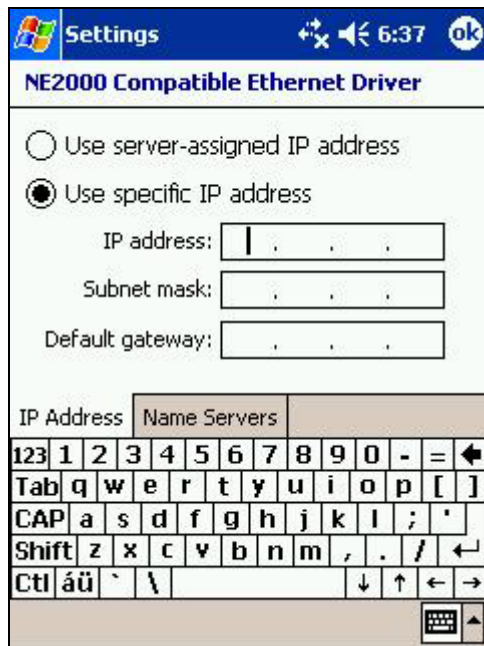 Settings 6:37 ok
NE2000 Compatible Ethernet Driver
Use server-assigned IP address
Use specific IP address
IP address: . . .
Subnet mask: . . .
Default gateway: . . .
IP Address Name Servers
123 1 2 3 4 5 6 7 8 9 0 - = 
Tab q w e r t y u i o p [ ]
CAP a s d f g h j k l ; '
Shift z x c v b n m , . / ↵
Ctl áü ` \ ↓ ↑ ← →